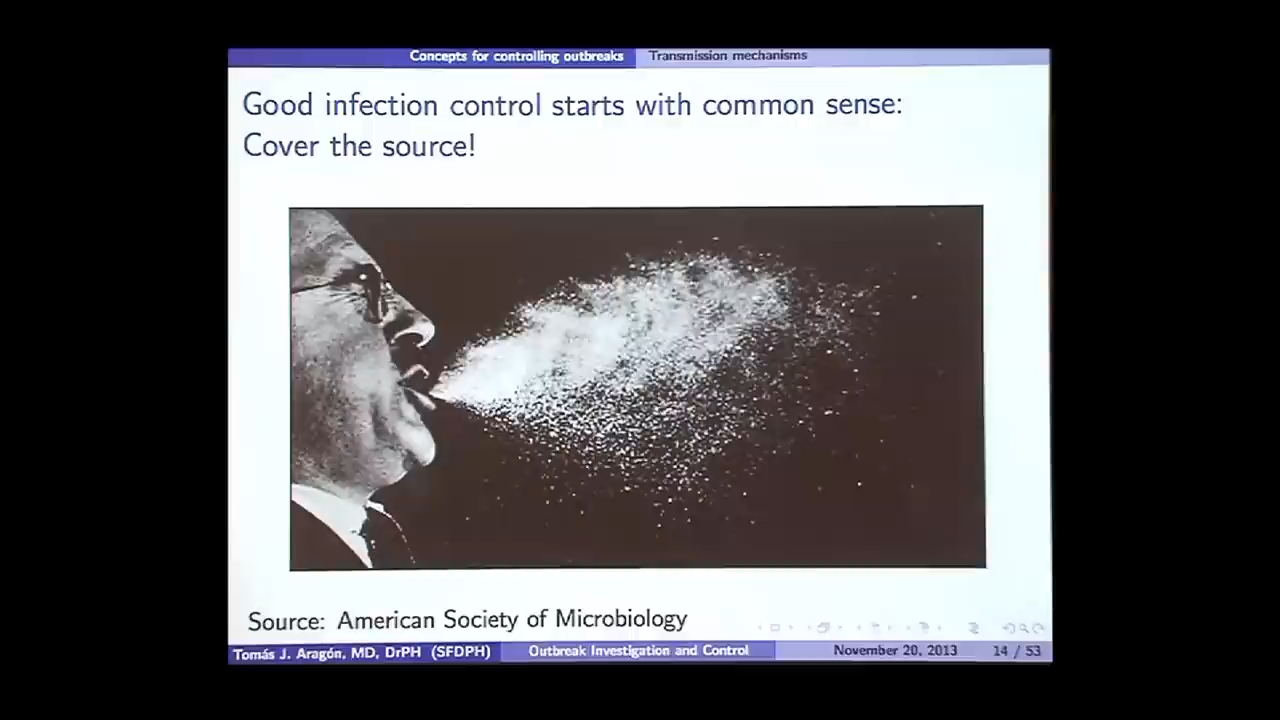 Concepts for controlling outbreaks Transmission mechanisms
Good infection control starts with common sense:
Cover the source!
Source: American Society of Microbiology
Tomás J. Aragón, MD, DrPH (SFDPH) Outbreak Investigation and Control November 20, 2013 14 / 53